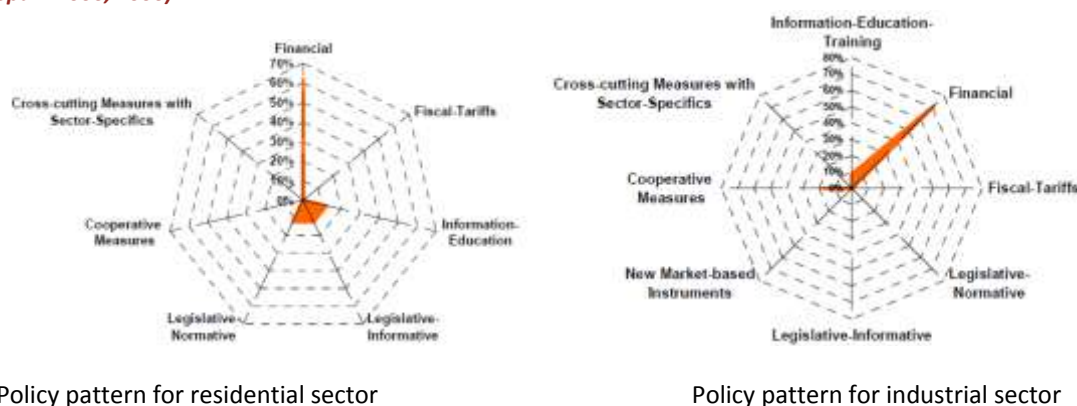 Financial
70%
60%
50%
40%
30%
20%
10%
0%
Cross-cutting Measures with
Sector-Specifics
Fiscal-Tariffs
Cooperative
Measures
Information-
Education
Legislative-
Normative
Legislative-
Informative
Policy pattern for residential sector
Information-Education-
Training
80%
70%
60%
50%
40%
30%
20%
10%
0%
Cross-cutting Measures with
Sector-Specifics
Financial
Cooperative
Measures
Fiscal-Tariffs
New Market-based
Instruments
Legislative-
Normative
Legislative-Informative
Policy pattern for industrial sector